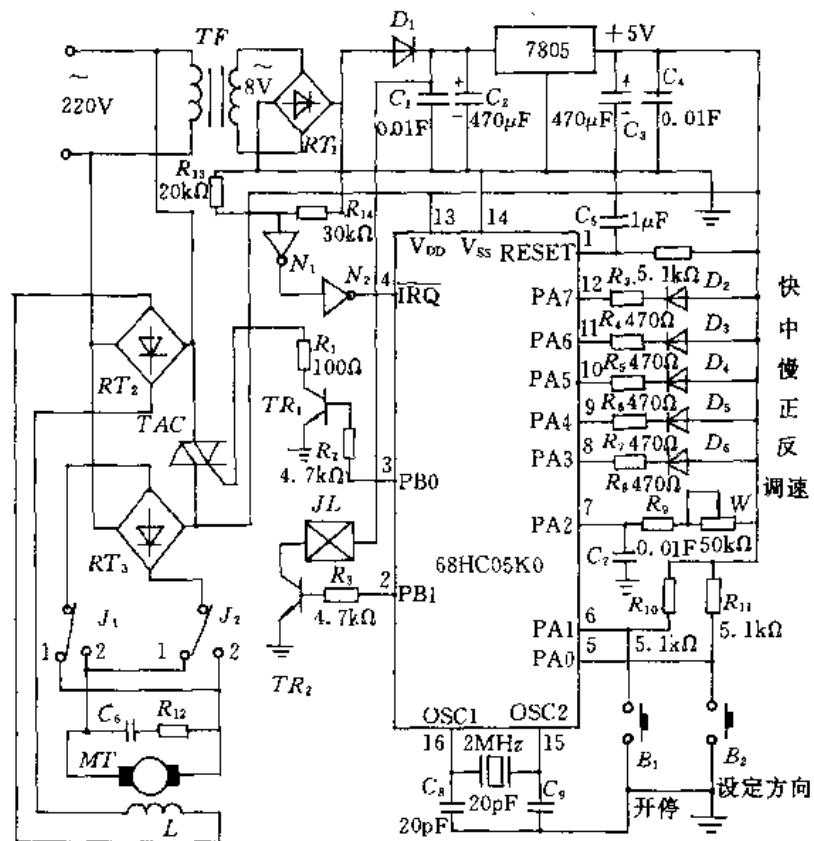 TF
D₁
7805
+5V
~
220V
~
8V
RT₁
C₁
0.01F
+
C₂
−
470μF
+
470μF
−
C₃
C₄
0.01F
R₁₃
20kΩ
R₁₄
30kΩ
13
14
C₅
1μF
V_DD
V_SS
RESET
1
5.1kΩ
N₁
N₂
4
IRQ
PA7
12
R₃.
D₂
快
R₁
100Ω
PA6
11
R₄
470Ω
D₃
中
RT₂
TAC
TR₁
PA5
10
R₅
470Ω
D₄
慢
R₂
4.7kΩ
PA4
9
R₆
470Ω
D₅
正
3
PB0
PA3
8
R₇
470Ω
D₆
反
R₈
470Ω
调速
JL
PA2
7
R₉
W
C₇
0.01F
50kΩ
RT₃
68HC05K0
R₃
4.7kΩ
2
PB1
J₁
J₂
1
2
1
2
TR₂
PA1
6
R₁₀
5.1kΩ
R₁₁
5.1kΩ
PA0
5
C₆
R₁₂
MT
OSC1
OSC2
16
2MHz
15
B₁
B₂
C₈
20pF
C₉
20pF
开停
设定方向
L